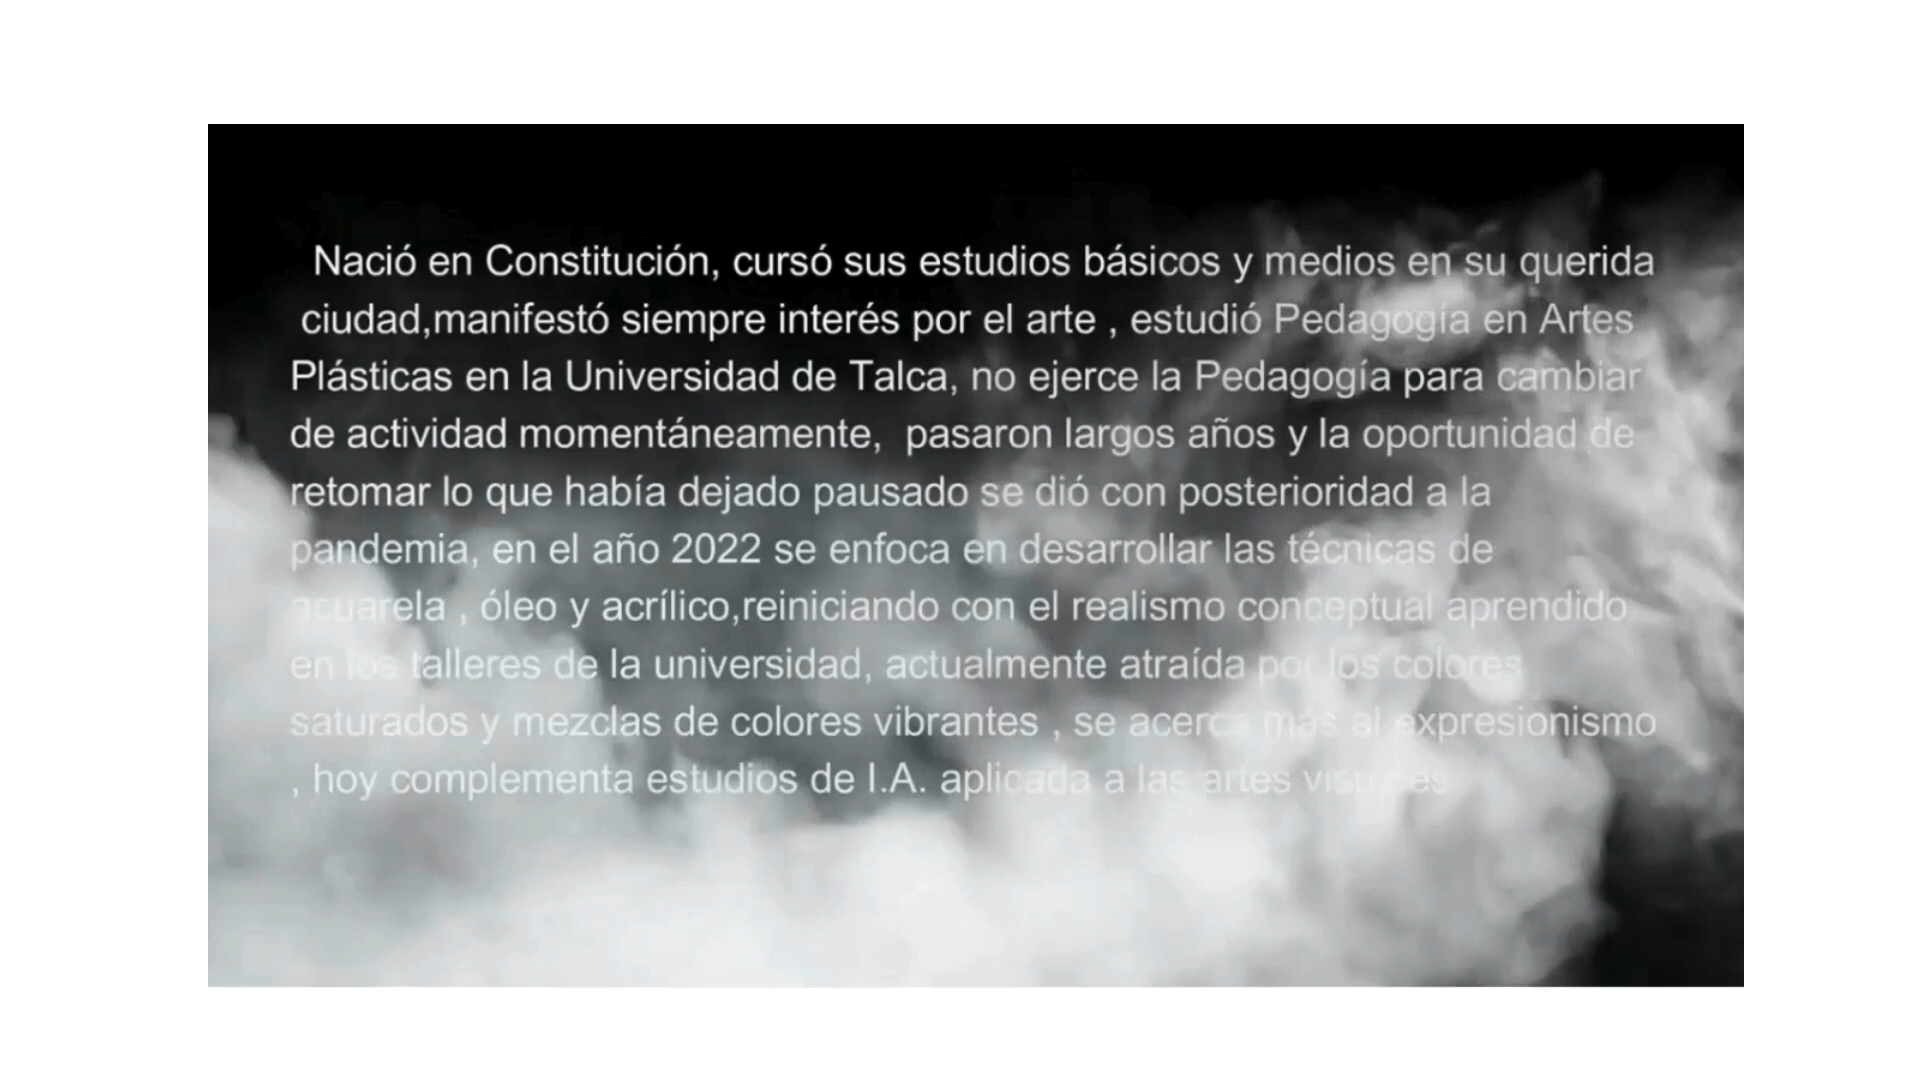 Nació en Constitución, cursó sus estudios básicos y medios en su querida
ciudad,manifestó siempre interés por el arte , estudió Pedagogía en Artes
Plásticas en la Universidad de Talca, no ejerce la Pedagogía para cambiar
de actividad momentáneamente, pasaron largos años y la oportunidad de
retomar lo que había dejado pausado se dió con posterioridad a la
pandemia, en el año 2022 se enfoca en desarrollar las técnicas de
acuarela , óleo y acrílico,reiniciando con el realismo conceptual aprendido
en los talleres de la universidad, actualmente atraída por los colores
saturados y mezclas de colores vibrantes , se acerca mas al expresionismo
, hoy complementa estudios de I.A. aplicada a las artes visuales